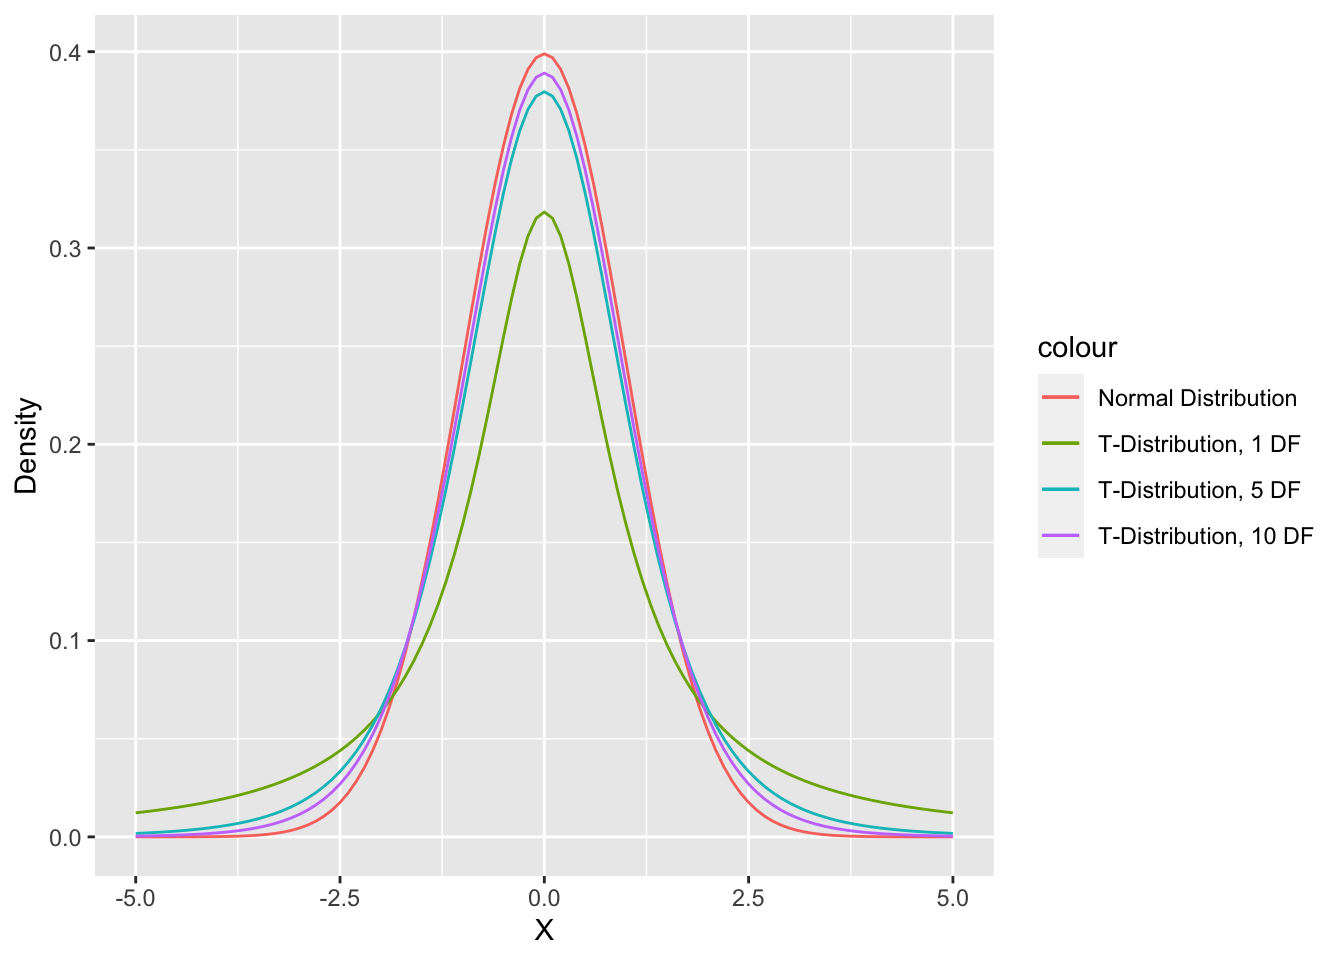 0.4
0.3
0.2
0.1
0.0
Density
-5.0
-2.5
0.0
2.5
5.0
X
colour
Normal Distribution
T-Distribution, 1 DF
T-Distribution, 5 DF
T-Distribution, 10 DF